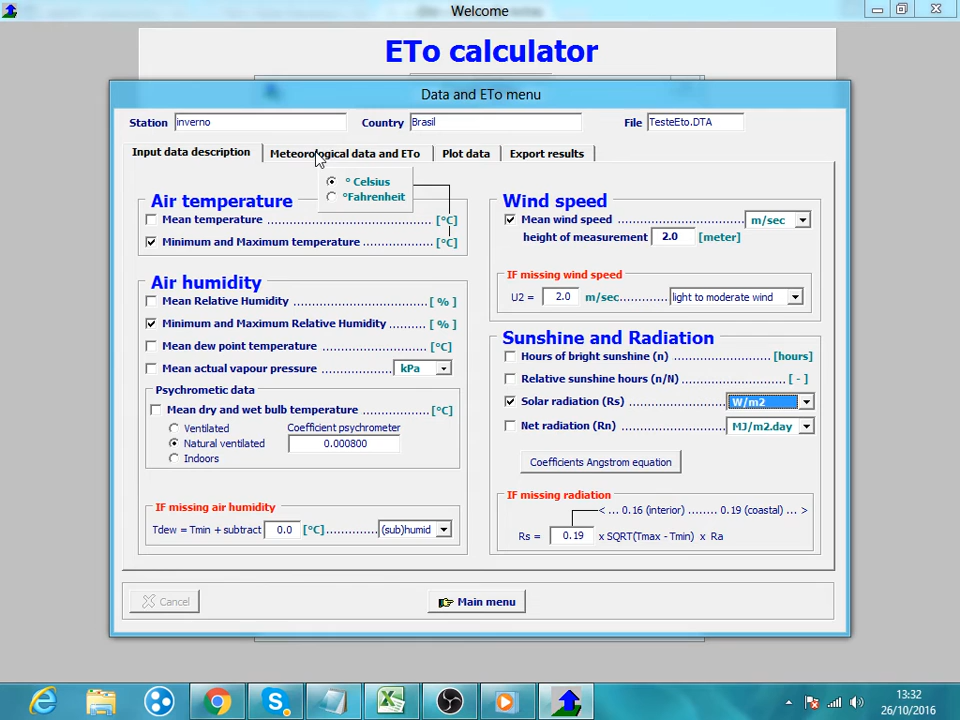 Welcome
ETo calculator
Data and ETo menu
Station inverno Country Brasil File TesteEto.DTA
Input data description Meteorological data and ETo Plot data Export results
° Celsius
°Fahrenheit
Air temperature
Mean temperature [°C]
Minimum and Maximum temperature [°C]
Air humidity
Mean Relative Humidity [ % ]
Minimum and Maximum Relative Humidity [ % ]
Mean dew point temperature [°C]
Mean actual vapour pressure kPa
Psychrometic data
Mean dry and wet bulb temperature [°C]
Ventilated Coefficient psychrometer
Natural ventilated 0.000800
Indoors
IF missing air humidity
Tdew = Tmin + subtract 0.0 [°C] (sub)humid
Wind speed
Mean wind speed m/sec
height of measurement 2.0 [meter]
IF missing wind speed
U2 = 2.0 m/sec light to moderate wind
Sunshine and Radiation
Hours of bright sunshine (n) [hours]
Relative sunshine hours (n/N) [ - ]
Solar radiation (Rs) W/m2
Net radiation (Rn) MJ/m2.day
Coefficients Angstrom equation
IF missing radiation
< ... 0.16 (interior) ........ 0.19 (coastal) ... >
Rs = 0.19 x SQRT(Tmax - Tmin) x Ra
Cancel Main menu
13:32
26/10/2016